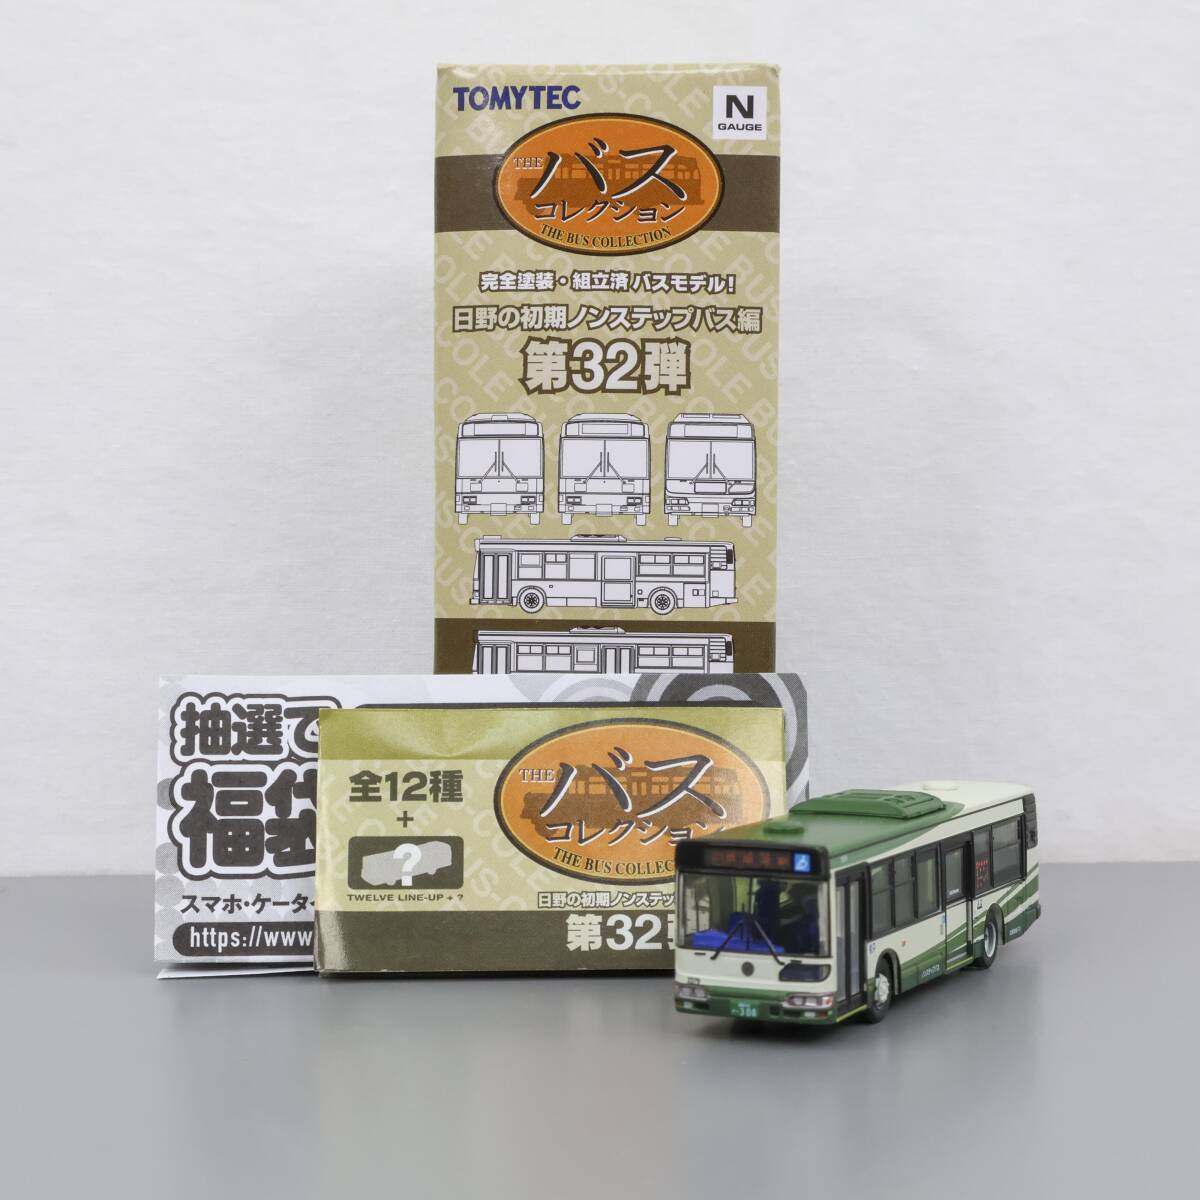 TOMYTEC
N
GAUGE
THE
バス
コレクション
THE BUS COLLECTION
完全塗装・組立済 バスモデル!
日野の初期ノンステップバス編
第32弾
抽選で
福袋
スマホ・ケータイ
https://www
全12種
+
?
TWELVE LINE-UP + ?
THE
バス
コレクション
THE BUS COLLEC
日野の初期ノンステッ
第32弾
308